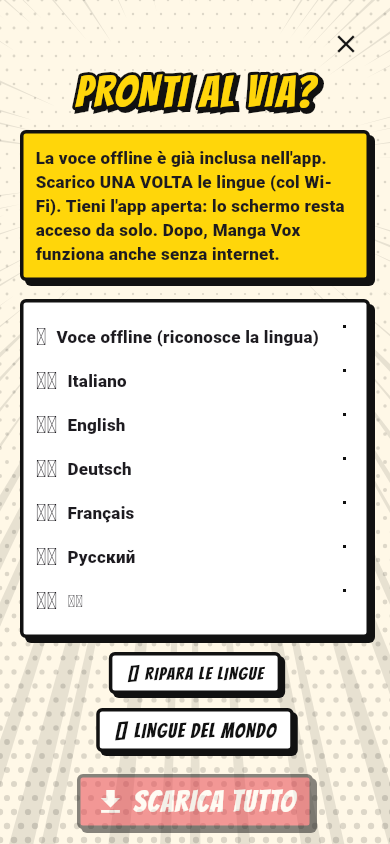 PRONTI AL VIA?
La voce offline è già inclusa nell'app.
Scarico UNA VOLTA le lingue (col Wi-
Fi). Tieni l'app aperta: lo schermo resta
acceso da solo. Dopo, Manga Vox
funziona anche senza internet.
Voce offline (riconosce la lingua)
Italiano
English
Deutsch
Français
Русский
RIPARA LE LINGUE
LINGUE DEL MONDO
SCARICA TUTTO